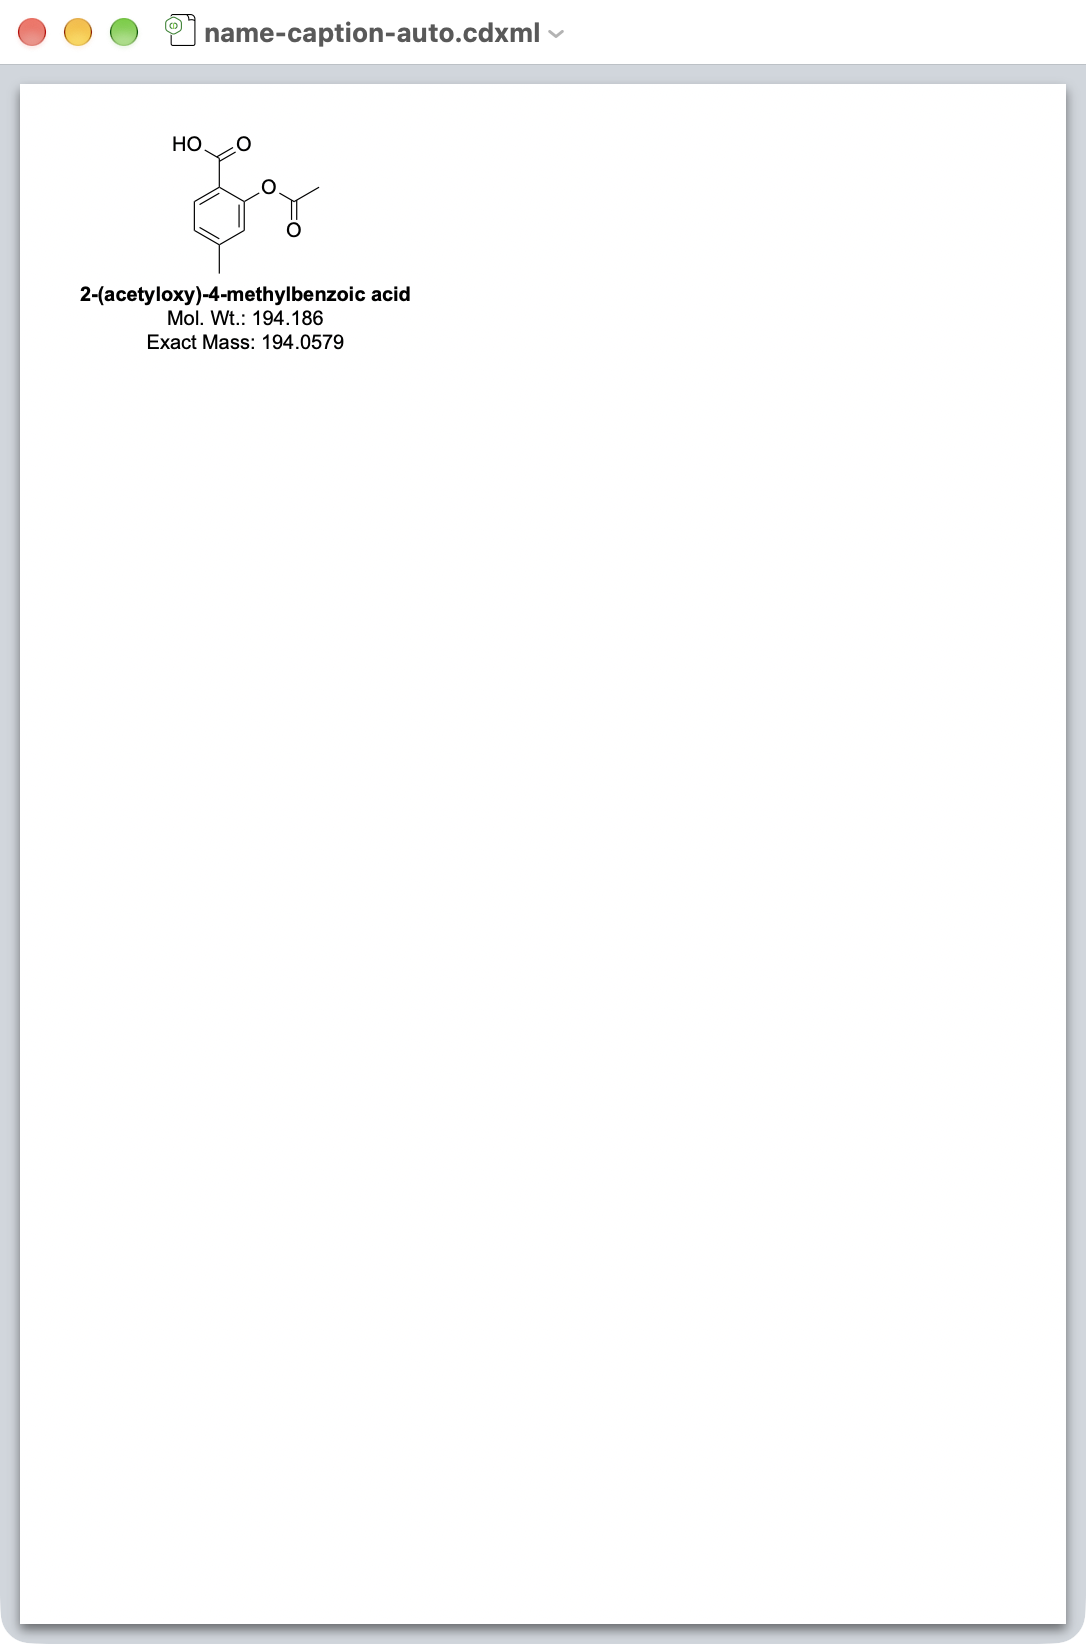 name-caption-auto.cdxml
HO O
O
O
2-(acetyloxy)-4-methylbenzoic acid
Mol. Wt.: 194.186
Exact Mass: 194.0579